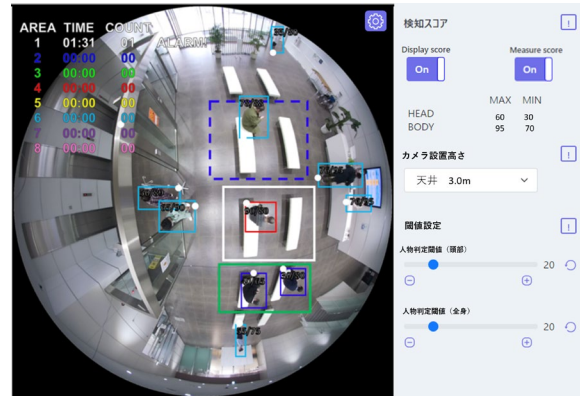 AREA TIME COUNT
1 01:31 01 ALARM!
2 00:00 00
3 00:00 00
4 00:00 00
5 00:00 00
6 00:00 00
7 00:00 00
8 00:00 00
検知スコア
!
Display score
Measure score
On
On
MAX MIN
HEAD 60 30
BODY 95 70
カメラ設置高さ
!
天井 3.0m
閾値設定
!
人物判定閾値（頭部）
20
人物判定閾値（全身）
20